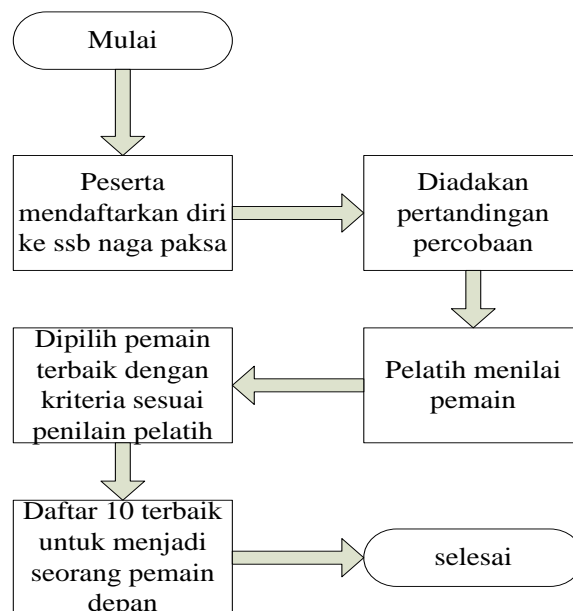 Mulai
Peserta
mendaftarkan diri
ke ssb naga paksa
Diadakan
pertandingan
percobaan
Pelatih menilai
pemain
Dipilih pemain
terbaik dengan
kriteria sesuai
penilain pelatih
Daftar 10 terbaik
untuk menjadi
seorang pemain
depan
selesai